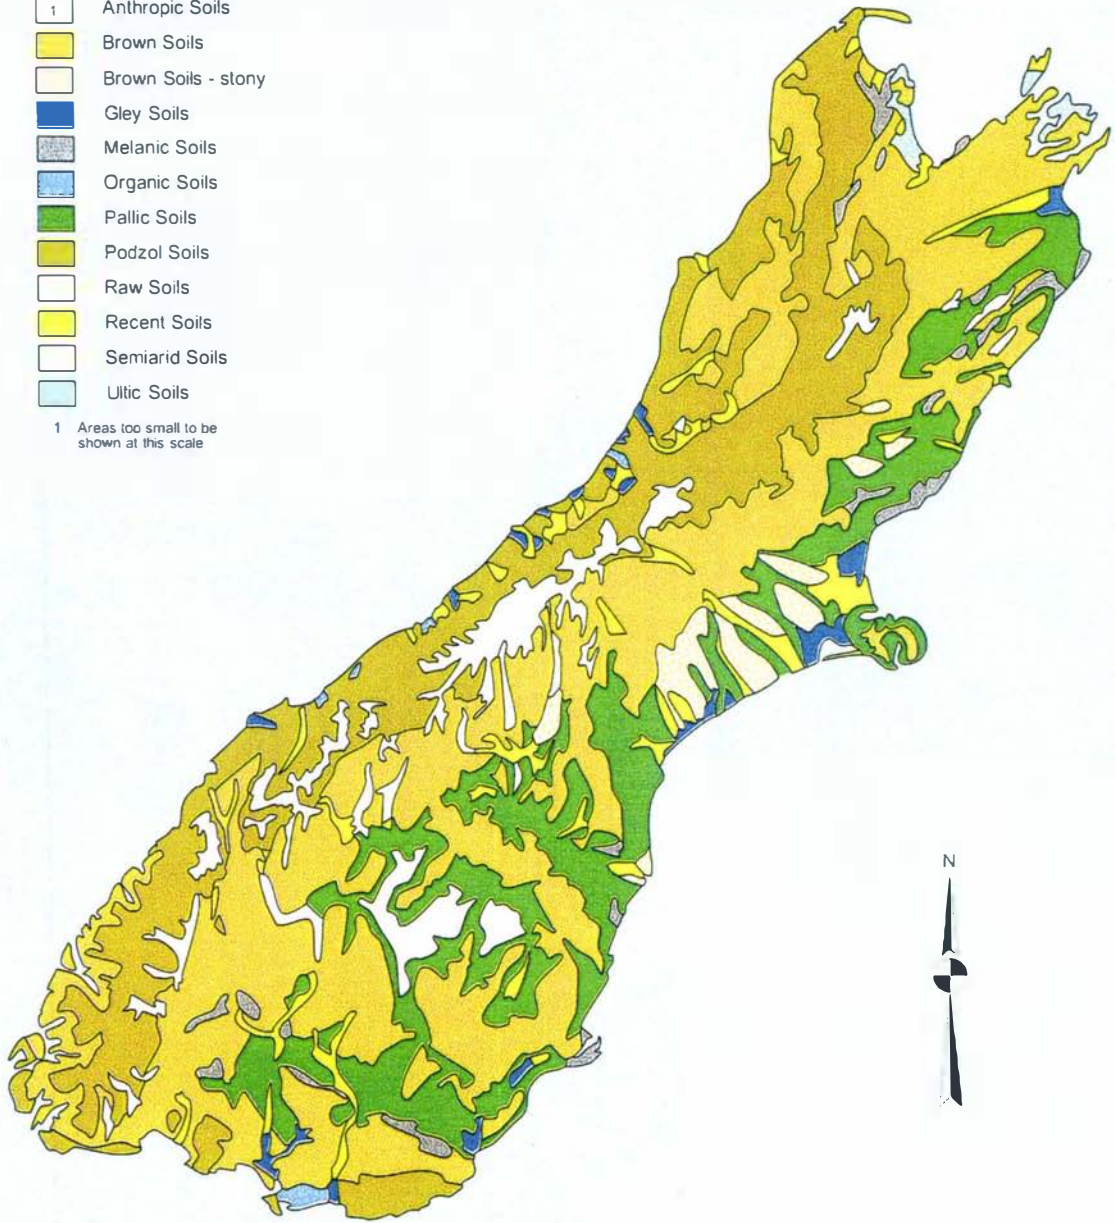 1 Anthropic Soils
Brown Soils
Brown Soils - stony
Gley Soils
Melanic Soils
Organic Soils
Pallic Soils
Podzol Soils
Raw Soils
Recent Soils
Semiarid Soils
Ultic Soils
1 Areas too small to be
shown at this scale
N